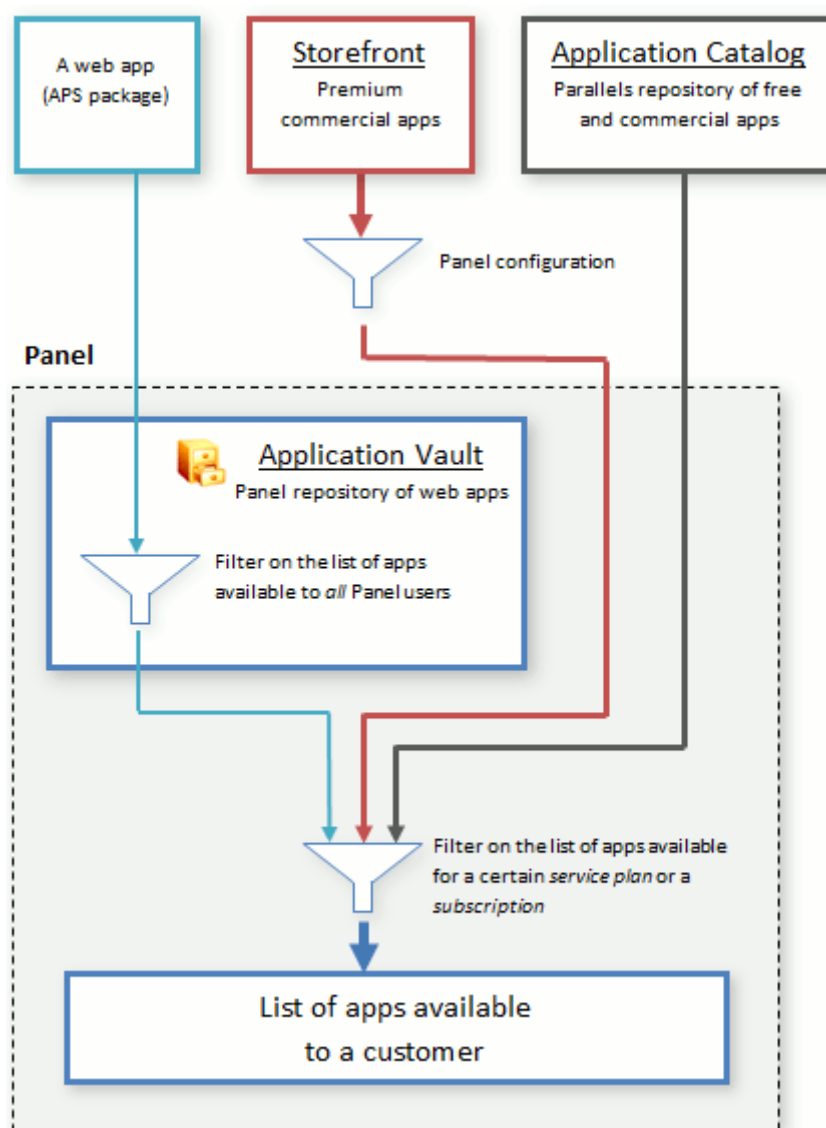 A web app
(APS package)
Storefront
Premium
commercial apps
Application Catalog
Parallels repository of free
and commercial apps
Panel configuration
Panel
Application Vault
Panel repository of web apps
Filter on the list of apps
available to all Panel users
Filter on the list of apps available
for a certain service plan or a
subscription
List of apps available
to a customer